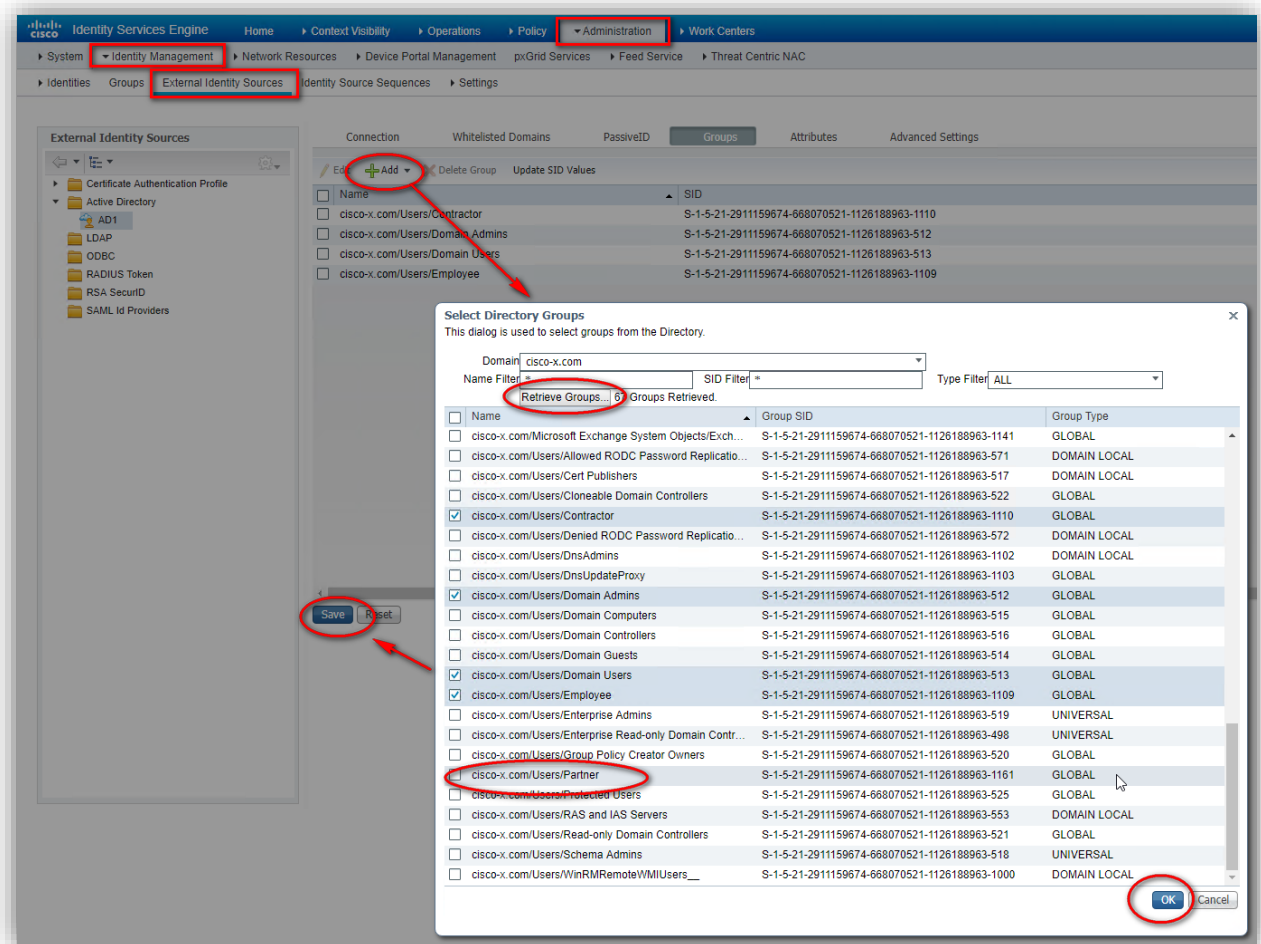 cisco Identity Services Engine Home Context Visibility Operations Policy Administration Work Centers
System Identity Management Network Resources Device Portal Management pxGrid Services Feed Service Threat Centric NAC
Identities Groups External Identity Sources Identity Source Sequences Settings
External Identity Sources
Certificate Authentication Profile
Active Directory
AD1
LDAP
ODBC
RADIUS Token
RSA SecurID
SAML Id Providers
Connection Whitelisted Domains PassiveID Groups Attributes Advanced Settings
Edit Add Delete Group Update SID Values
Name SID
cisco-x.com/Users/Contractor S-1-5-21-2911159674-668070521-1126188963-1110
cisco-x.com/Users/Domain Admins S-1-5-21-2911159674-668070521-1126188963-512
cisco-x.com/Users/Domain Users S-1-5-21-2911159674-668070521-1126188963-513
cisco-x.com/Users/Employee S-1-5-21-2911159674-668070521-1126188963-1109
Save Reset
Select Directory Groups
This dialog is used to select groups from the Directory.
Domain cisco-x.com
Name Filter * SID Filter * Type Filter ALL
Retrieve Groups... Groups Retrieved.
Name Group SID Group Type
cisco-x.com/Microsoft Exchange System Objects/Exch... S-1-5-21-2911159674-668070521-1126188963-1141 GLOBAL
cisco-x.com/Users/Allowed RODC Password Replicatio... S-1-5-21-2911159674-668070521-1126188963-571 DOMAIN LOCAL
cisco-x.com/Users/Cert Publishers S-1-5-21-2911159674-668070521-1126188963-517 DOMAIN LOCAL
cisco-x.com/Users/Cloneable Domain Controllers S-1-5-21-2911159674-668070521-1126188963-522 GLOBAL
cisco-x.com/Users/Contractor S-1-5-21-2911159674-668070521-1126188963-1110 GLOBAL
cisco-x.com/Users/Denied RODC Password Replicatio... S-1-5-21-2911159674-668070521-1126188963-572 DOMAIN LOCAL
cisco-x.com/Users/DnsAdmins S-1-5-21-2911159674-668070521-1126188963-1102 DOMAIN LOCAL
cisco-x.com/Users/DnsUpdateProxy S-1-5-21-2911159674-668070521-1126188963-1103 GLOBAL
cisco-x.com/Users/Domain Admins S-1-5-21-2911159674-668070521-1126188963-512 GLOBAL
cisco-x.com/Users/Domain Computers S-1-5-21-2911159674-668070521-1126188963-515 GLOBAL
cisco-x.com/Users/Domain Controllers S-1-5-21-2911159674-668070521-1126188963-516 GLOBAL
cisco-x.com/Users/Domain Guests S-1-5-21-2911159674-668070521-1126188963-514 GLOBAL
cisco-x.com/Users/Domain Users S-1-5-21-2911159674-668070521-1126188963-513 GLOBAL
cisco-x.com/Users/Employee S-1-5-21-2911159674-668070521-1126188963-1109 GLOBAL
cisco-x.com/Users/Enterprise Admins S-1-5-21-2911159674-668070521-1126188963-519 UNIVERSAL
cisco-x.com/Users/Enterprise Read-only Domain Contr... S-1-5-21-2911159674-668070521-1126188963-498 UNIVERSAL
cisco-x.com/Users/Group Policy Creator Owners S-1-5-21-2911159674-668070521-1126188963-520 GLOBAL
cisco-x.com/Users/Partner S-1-5-21-2911159674-668070521-1126188963-1161 GLOBAL
cisco-x.com/Users/Protected Users S-1-5-21-2911159674-668070521-1126188963-525 GLOBAL
cisco-x.com/Users/RAS and IAS Servers S-1-5-21-2911159674-668070521-1126188963-553 DOMAIN LOCAL
cisco-x.com/Users/Read-only Domain Controllers S-1-5-21-2911159674-668070521-1126188963-521 GLOBAL
cisco-x.com/Users/Schema Admins S-1-5-21-2911159674-668070521-1126188963-518 UNIVERSAL
cisco-x.com/Users/WinRMRemoteWMIUsers__ S-1-5-21-2911159674-668070521-1126188963-1000 DOMAIN LOCAL
OK Cancel